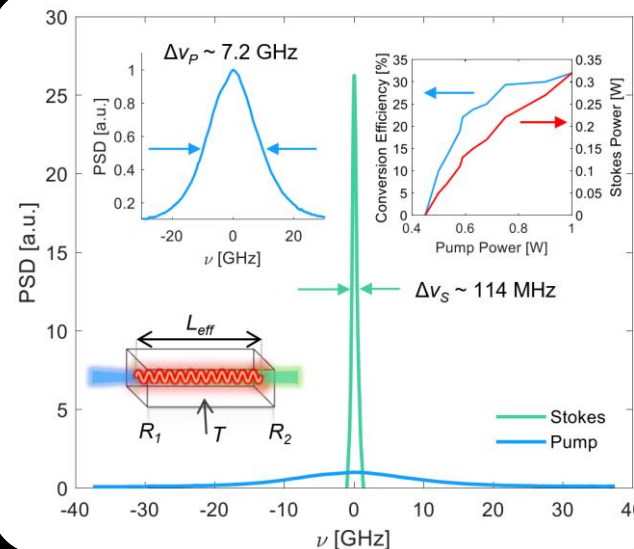 30
25
20
15
10
5
0
PSD [a.u.]
-40 -30 -20 -10 0 10 20 30 40
ν [GHz]
Δν_P ~ 7.2 GHz
1
0.8
0.6
0.4
0.2
PSD [a.u.]
-20 0 20
ν [GHz]
35
30
25
20
15
10
5
0
Conversion Efficiency [%]
0.35
0.3
0.25
0.2
0.15
0.1
0.05
0
Stokes Power [W]
0.4 0.6 0.8 1
Pump Power [W]
Δν_S ~ 114 MHz
L_eff
R_1 T R_2
Stokes
Pump